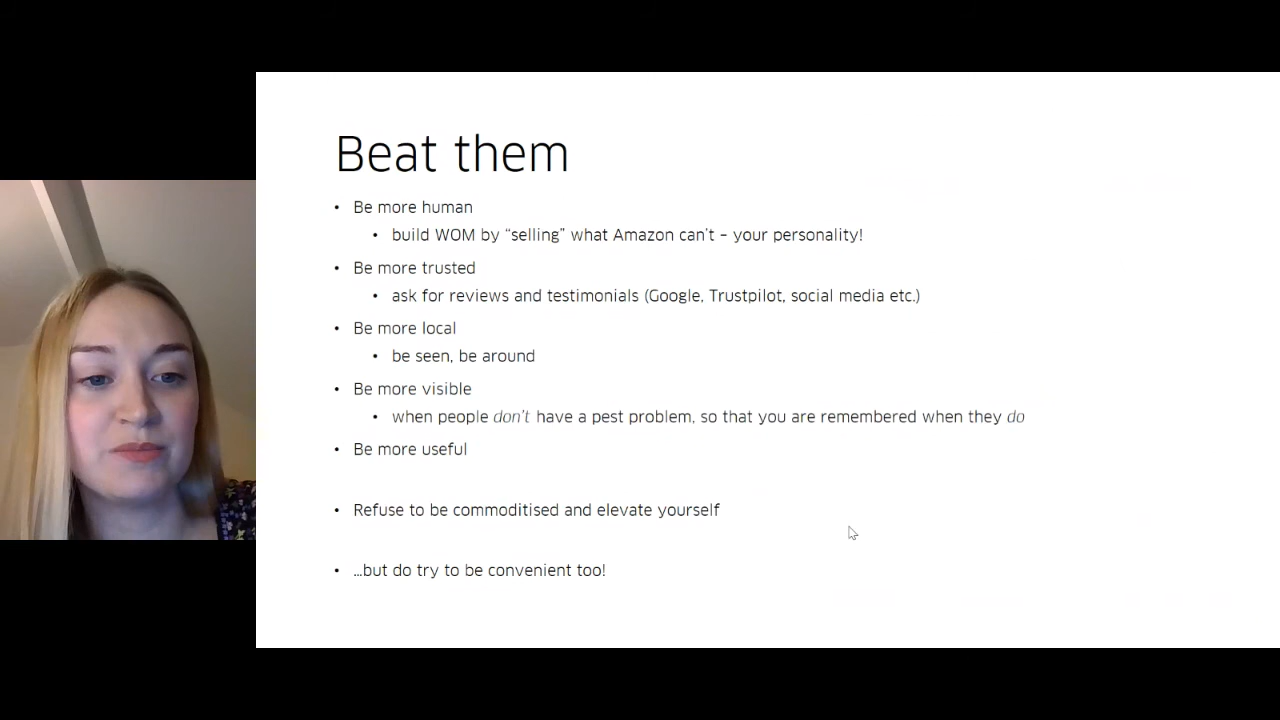 Beat them
• Be more human
• build WOM by “selling” what Amazon can’t – your personality!
• Be more trusted
• ask for reviews and testimonials (Google, Trustpilot, social media etc.)
• Be more local
• be seen, be around
• Be more visible
• when people don’t have a pest problem, so that you are remembered when they do
• Be more useful
• Refuse to be commoditised and elevate yourself
• …but do try to be convenient too!